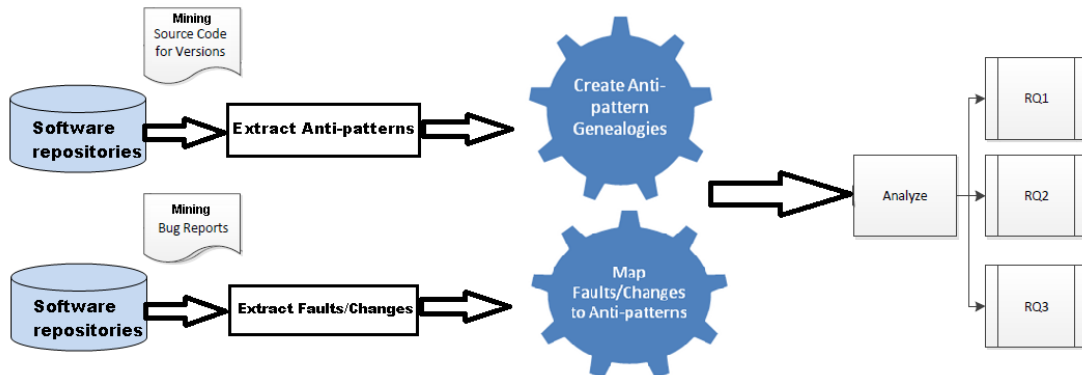 Mining
Source Code
for Versions
Software
repositories
Extract Anti-patterns
Create Anti-
pattern
Genealogies
Mining
Bug Reports
Software
repositories
Extract Faults/Changes
Map
Faults/Changes
to Anti-patterns
Analyze
RQ1
RQ2
RQ3